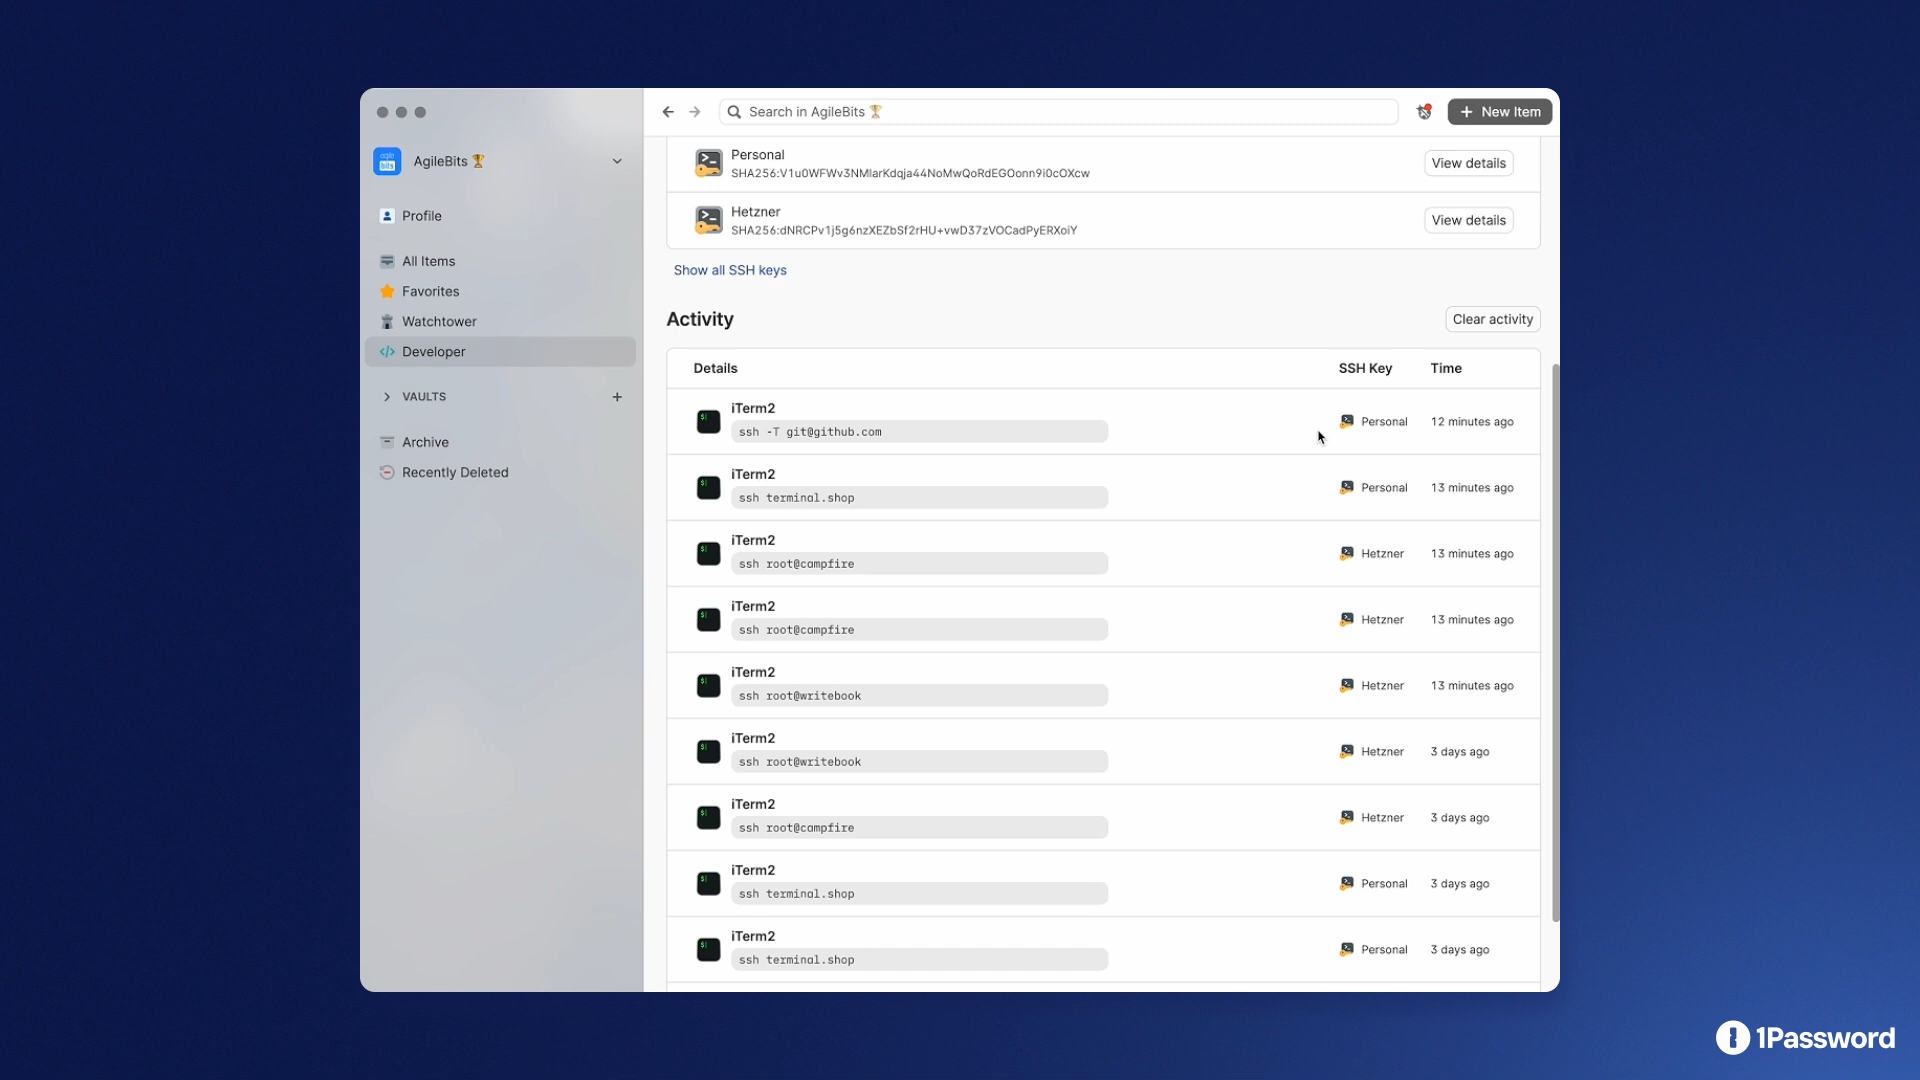 Search in AgileBits 🏆
New Item
agile
bits
AgileBits 🏆
Profile
All Items
Favorites
Watchtower
Developer
VAULTS
Archive
Recently Deleted
Personal
SHA256:V1u0WFWv3NMlarKdqja44NoMwQoRdEGOonn9i0cOXcw
View details
Hetzner
SHA256:dNRCPv1j5g6nzXEZbSf2rHU+vwD37zVOCadPyERXoiY
View details
Show all SSH keys
Activity
Clear activity
Details SSH Key Time
iTerm2
ssh -T git@github.com
Personal 12 minutes ago
iTerm2
ssh terminal.shop
Personal 13 minutes ago
iTerm2
ssh root@campfire
Hetzner 13 minutes ago
iTerm2
ssh root@campfire
Hetzner 13 minutes ago
iTerm2
ssh root@writebook
Hetzner 13 minutes ago
iTerm2
ssh root@writebook
Hetzner 3 days ago
iTerm2
ssh root@campfire
Hetzner 3 days ago
iTerm2
ssh terminal.shop
Personal 3 days ago
iTerm2
ssh terminal.shop
Personal 3 days ago
1Password